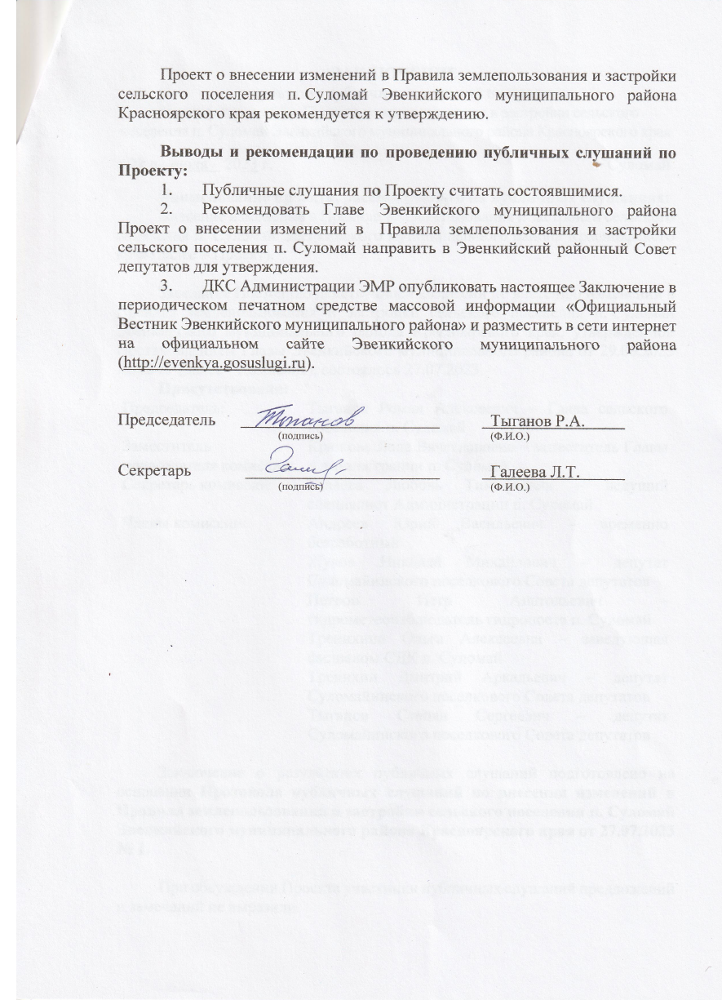 Проект о внесении изменений в Правила землепользования и застройки
сельского поселения п. Суломай Эвенкийского муниципального района
Красноярского края рекомендуется к утверждению.
Выводы и рекомендации по проведению публичных слушаний по
Проекту:
1. Публичные слушания по Проекту считать состоявшимися.
2. Рекомендовать Главе Эвенкийского муниципального района
Проект о внесении изменений в Правила землепользования и застройки
сельского поселения п. Суломай направить в Эвенкийский районный Совет
депутатов для утверждения.
3. ДКС Администрации ЭМР опубликовать настоящее Заключение в
периодическом печатном средстве массовой информации «Официальный
Вестник Эвенкийского муниципального района» и разместить в сети интернет
на официальном сайте Эвенкийского муниципального района
(http://evenkya.gosuslugi.ru).
Председатель Тыганов Р.А.
(подпись) (Ф.И.О.)
Секретарь Галеева Л.Т.
(подпись) (Ф.И.О.)